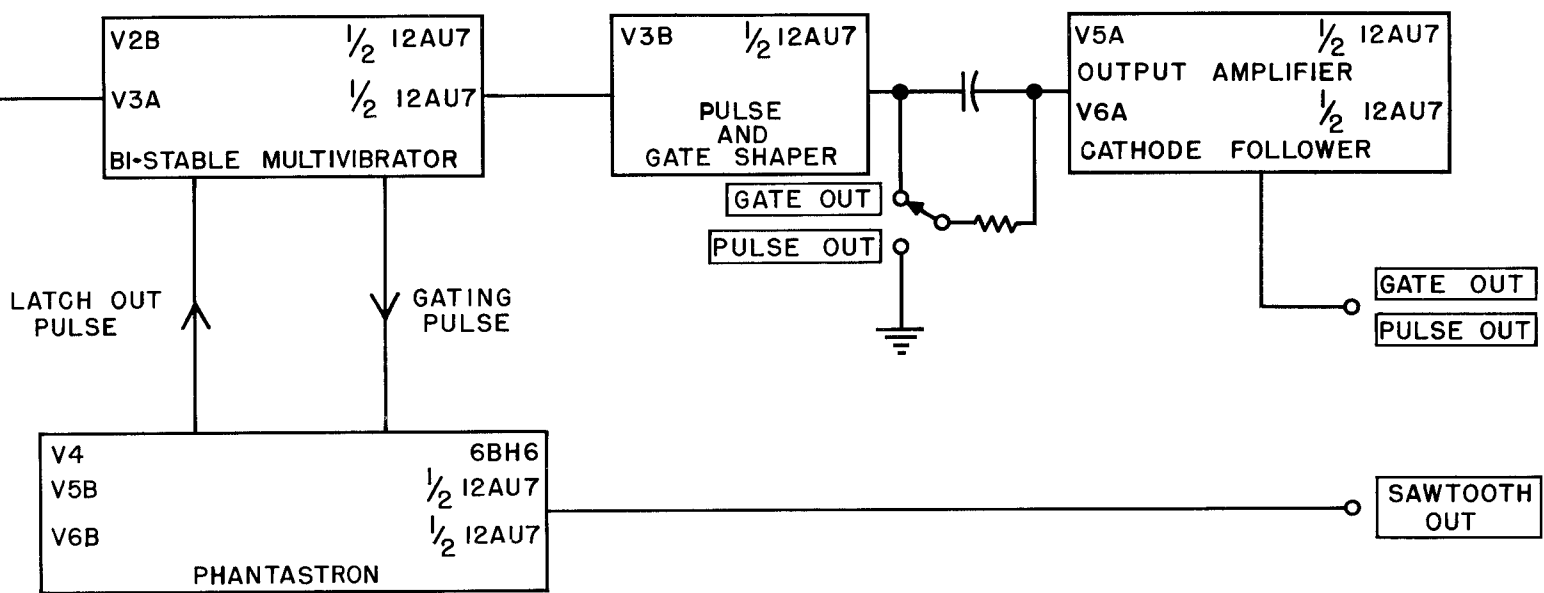 V2B ½ 12AU7
V3A ½ 12AU7
BI-STABLE MULTIVIBRATOR
V3B ½ 12AU7
PULSE
AND
GATE SHAPER
V5A ½ 12AU7
OUTPUT AMPLIFIER
V6A ½ 12AU7
CATHODE FOLLOWER
GATE OUT
PULSE OUT
LATCH OUT
PULSE
GATING
PULSE
GATE OUT
PULSE OUT
V4 6BH6
V5B ½ 12AU7
V6B ½ 12AU7
PHANTASTRON
SAWTOOTH
OUT